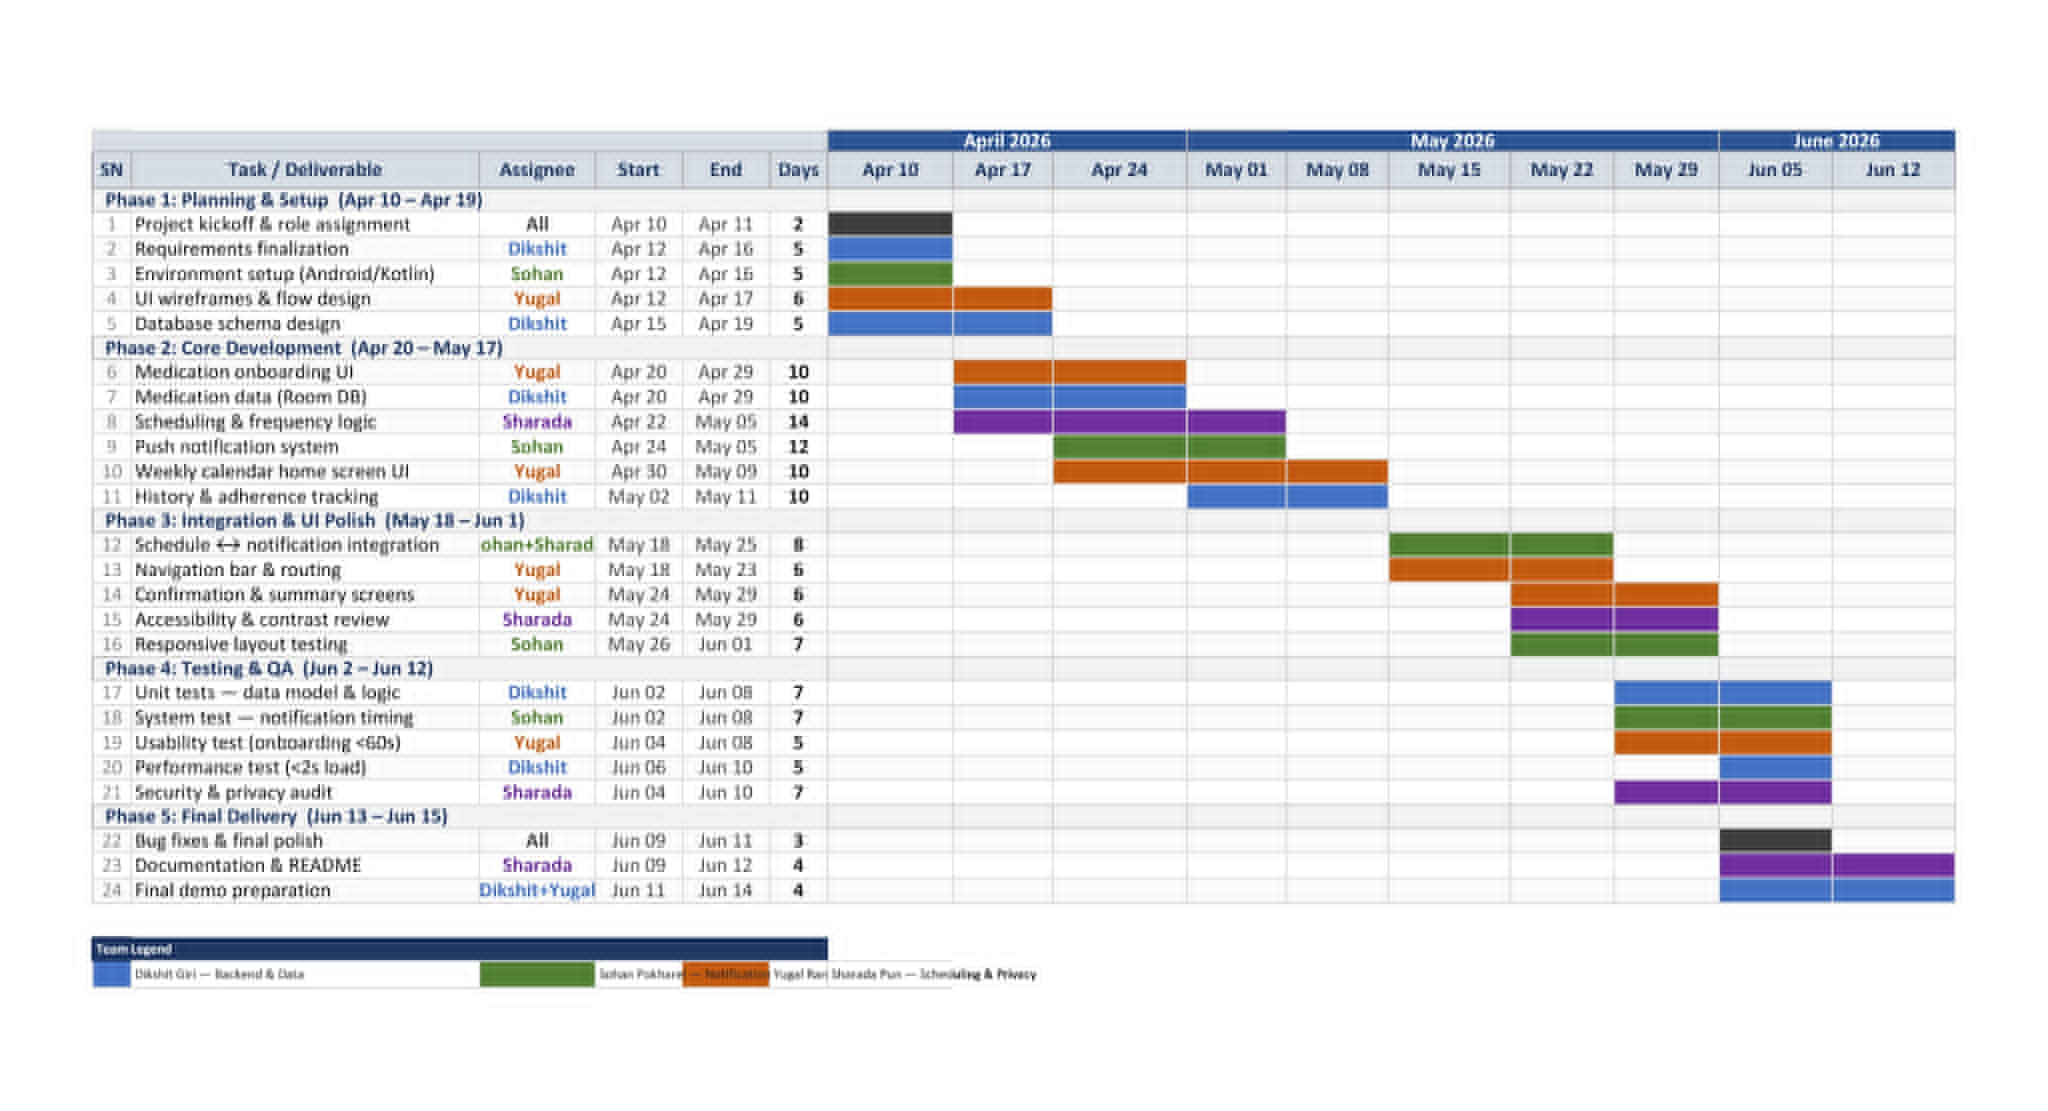 April 2026 May 2026 June 2026
SN Task / Deliverable Assignee Start End Days Apr 10 Apr 17 Apr 24 May 01 May 08 May 15 May 22 May 29 Jun 05 Jun 12
Phase 1: Planning & Setup (Apr 10 – Apr 19)
1 Project kickoff & role assignment All Apr 10 Apr 11 2
2 Requirements finalization Dikshit Apr 12 Apr 16 5
3 Environment setup (Android/Kotlin) Sohan Apr 12 Apr 16 5
4 UI wireframes & flow design Yugal Apr 12 Apr 17 6
5 Database schema design Dikshit Apr 15 Apr 19 5
Phase 2: Core Development (Apr 20 – May 17)
6 Medication onboarding UI Yugal Apr 20 Apr 29 10
7 Medication data (Room DB) Dikshit Apr 20 Apr 29 10
8 Scheduling & frequency logic Sharada Apr 22 May 05 14
9 Push notification system Sohan Apr 24 May 05 12
10 Weekly calendar home screen UI Yugal Apr 30 May 09 10
11 History & adherence tracking Dikshit May 02 May 11 10
Phase 3: Integration & UI Polish (May 18 – Jun 1)
12 Schedule ↔ notification integration ohan+Sharad May 18 May 25 8
13 Navigation bar & routing Yugal May 18 May 23 6
14 Confirmation & summary screens Yugal May 24 May 29 6
15 Accessibility & contrast review Sharada May 24 May 29 6
16 Responsive layout testing Sohan May 26 Jun 01 7
Phase 4: Testing & QA (Jun 2 – Jun 12)
17 Unit tests — data model & logic Dikshit Jun 02 Jun 08 7
18 System test — notification timing Sohan Jun 02 Jun 08 7
19 Usability test (onboarding <60s) Yugal Jun 04 Jun 08 5
20 Performance test (<2s load) Dikshit Jun 06 Jun 10 5
21 Security & privacy audit Sharada Jun 04 Jun 10 7
Phase 5: Final Delivery (Jun 13 – Jun 15)
22 Bug fixes & final polish All Jun 09 Jun 11 3
23 Documentation & README Sharada Jun 09 Jun 12 4
24 Final demo preparation Dikshit+Yugal Jun 11 Jun 14 4
Team Legend
Dikshit Giri — Backend & Data Sohan Pokhare — Notification Yugal Ran Sharada Pun — Scheduling & Privacy